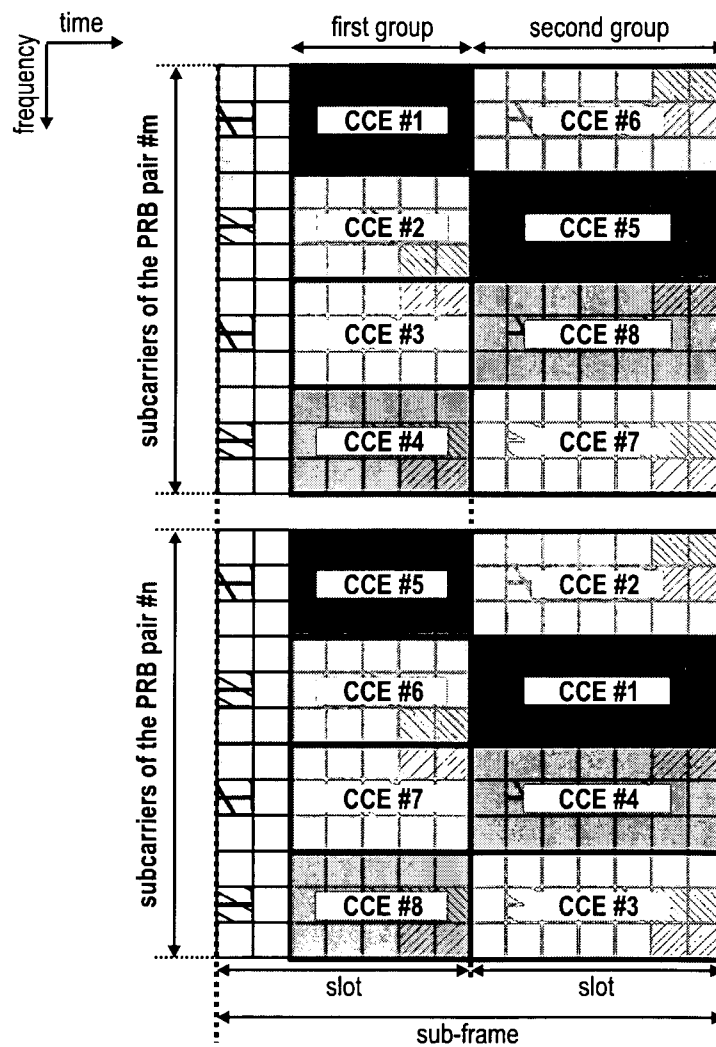 time
frequency
first group
second group
subcarriers of the PRB pair #m
CCE #1
CCE #6
CCE #2
CCE #5
CCE #3
CCE #8
CCE #4
CCE #7
subcarriers of the PRB pair #n
CCE #5
CCE #2
CCE #6
CCE #1
CCE #7
CCE #4
CCE #8
CCE #3
slot
slot
sub-frame